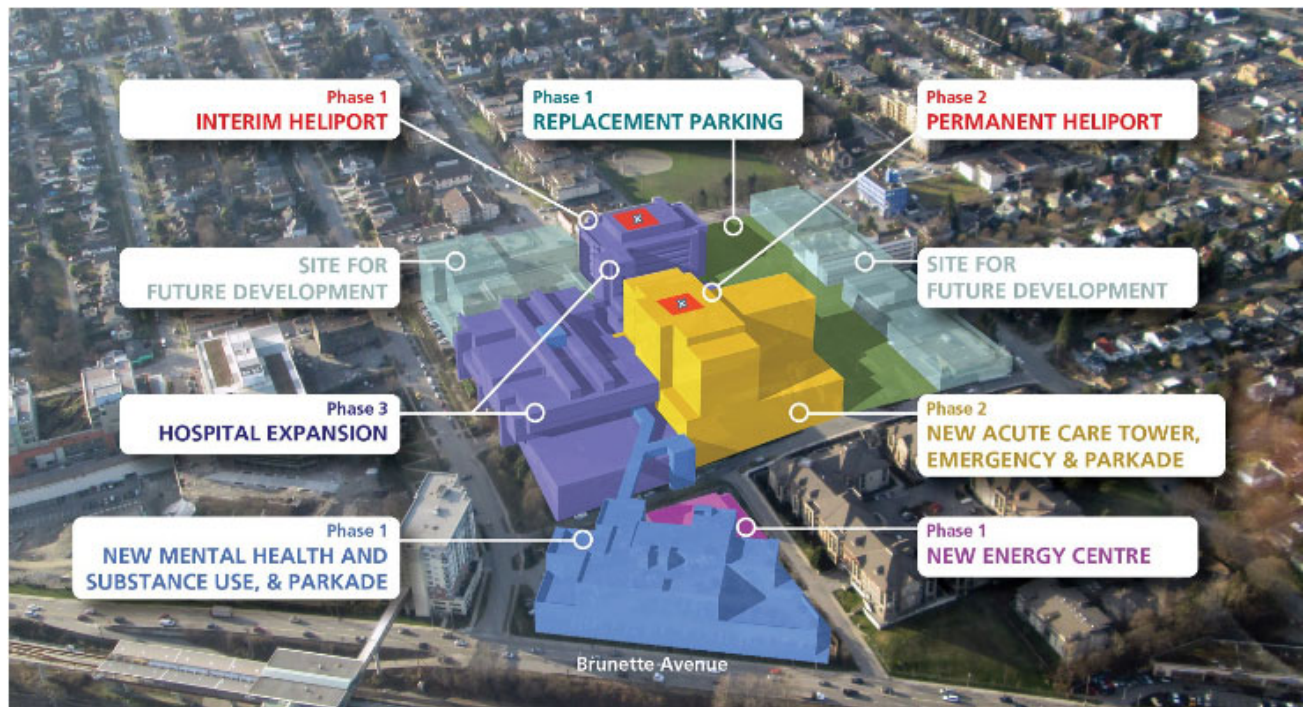 Phase 1
INTERIM HELIPORT
Phase 1
REPLACEMENT PARKING
Phase 2
PERMANENT HELIPORT
SITE FOR
FUTURE DEVELOPMENT
SITE FOR
FUTURE DEVELOPMENT
Phase 3
HOSPITAL EXPANSION
Phase 2
NEW ACUTE CARE TOWER,
EMERGENCY & PARKADE
Phase 1
NEW MENTAL HEALTH AND
SUBSTANCE USE, & PARKADE
Phase 1
NEW ENERGY CENTRE
Brunette Avenue